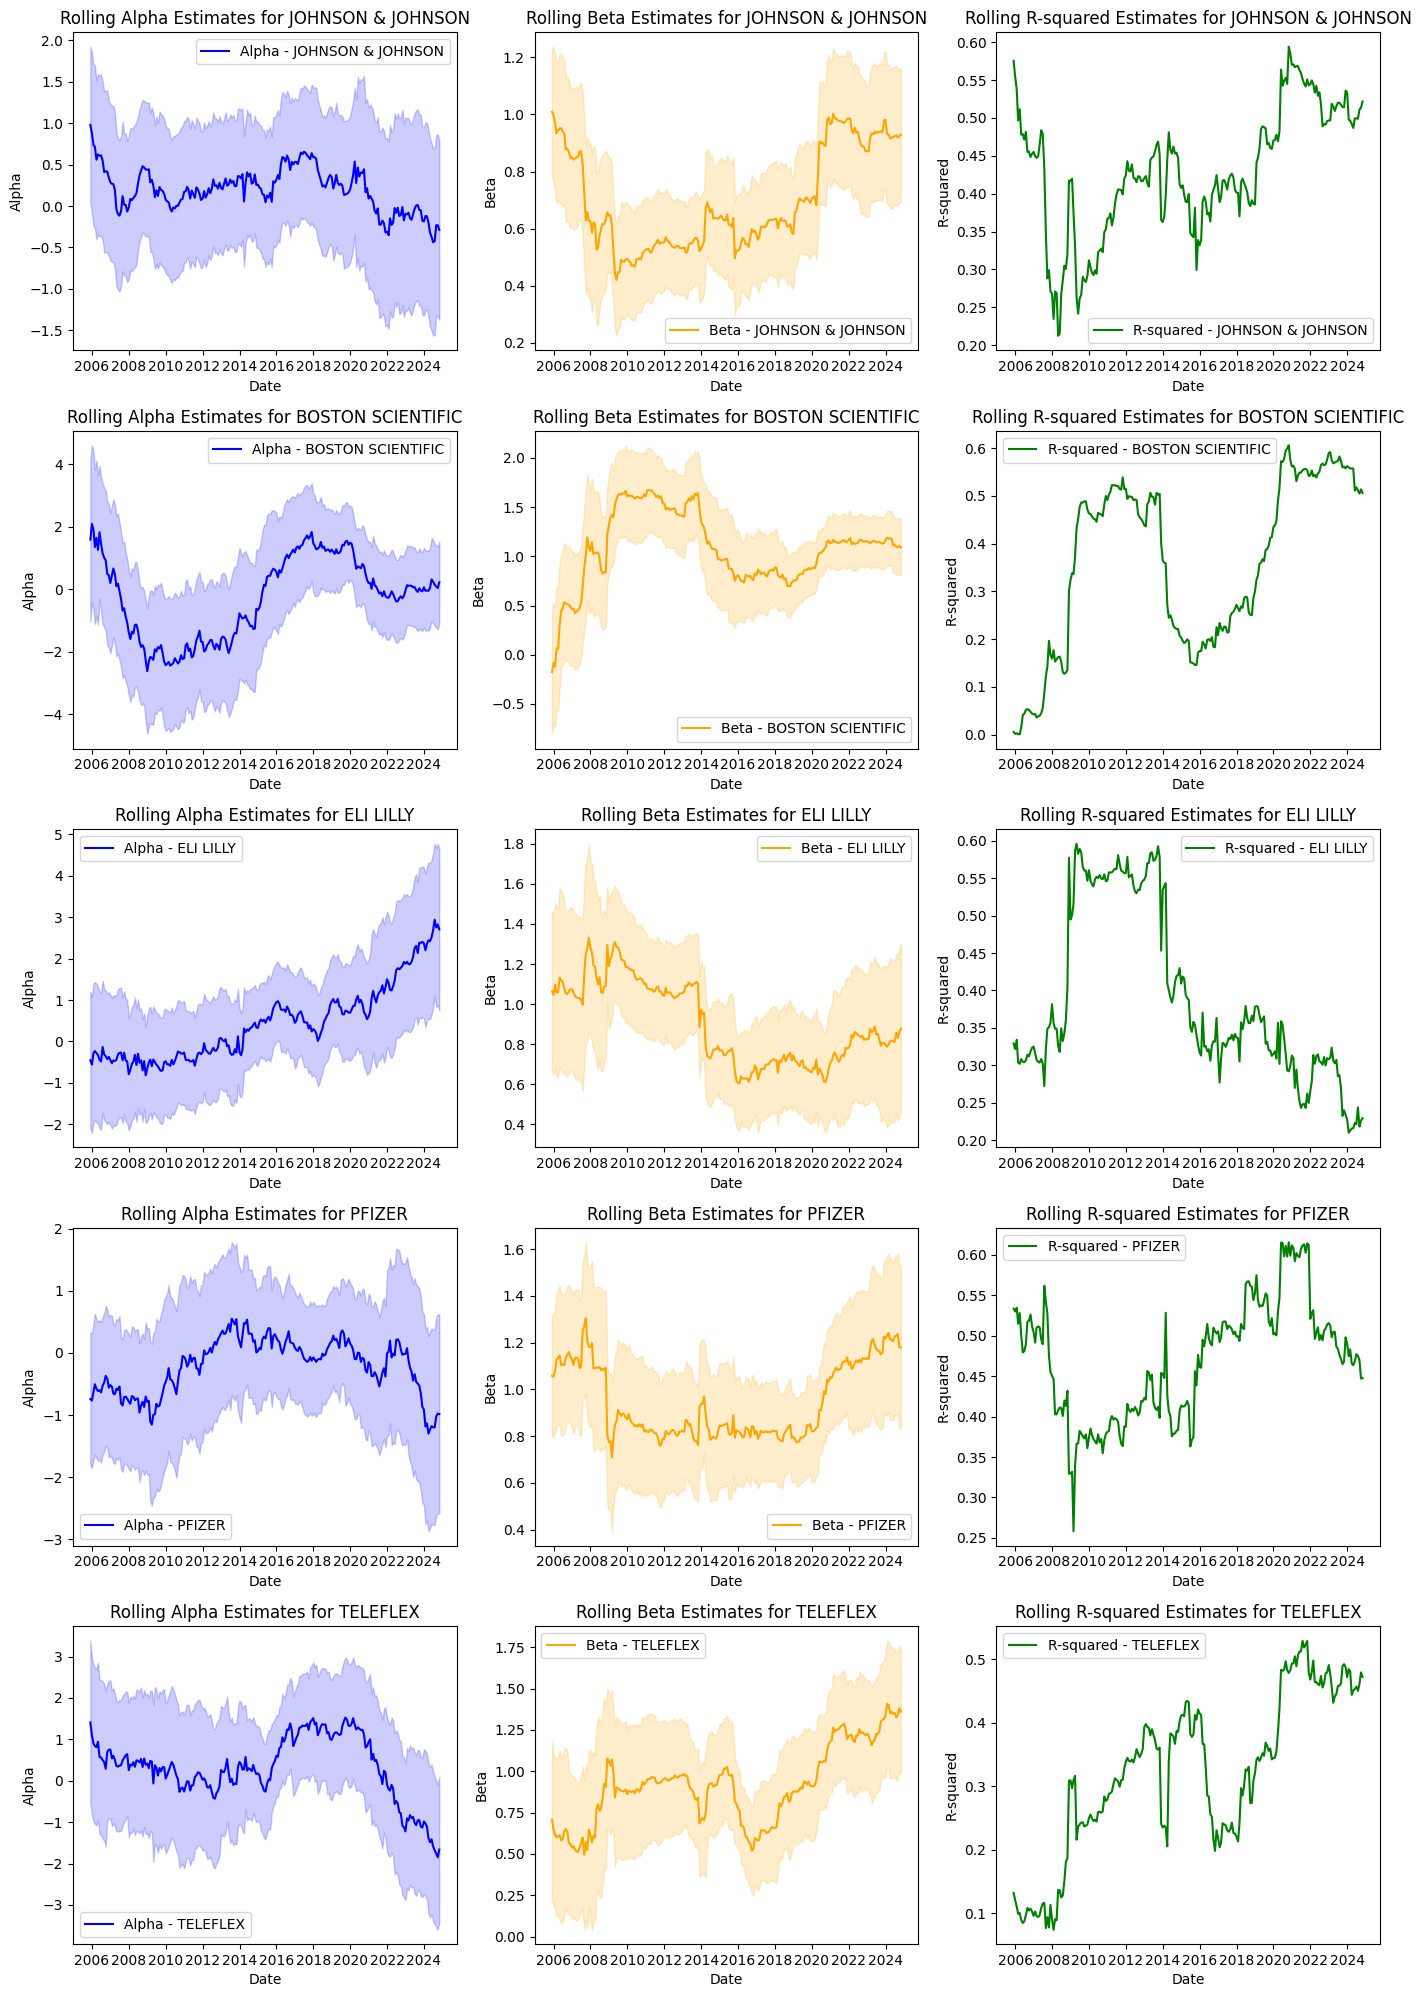 Rolling Alpha Estimates for JOHNSON & JOHNSON
Alpha - JOHNSON & JOHNSON
2.0
1.5
1.0
0.5
0.0
−0.5
−1.0
−1.5
Alpha
2006 2008 2010 2012 2014 2016 2018 2020 2022 2024
Date
Rolling Beta Estimates for JOHNSON & JOHNSON
1.2
1.0
0.8
0.6
0.4
0.2
Beta
Beta - JOHNSON & JOHNSON
2006 2008 2010 2012 2014 2016 2018 2020 2022 2024
Date
Rolling R-squared Estimates for JOHNSON & JOHNSON
0.60
0.55
0.50
0.45
0.40
0.35
0.30
0.25
0.20
R-squared
R-squared - JOHNSON & JOHNSON
2006 2008 2010 2012 2014 2016 2018 2020 2022 2024
Date
Rolling Alpha Estimates for BOSTON SCIENTIFIC
Alpha - BOSTON SCIENTIFIC
4
2
0
−2
−4
Alpha
2006 2008 2010 2012 2014 2016 2018 2020 2022 2024
Date
Rolling Beta Estimates for BOSTON SCIENTIFIC
2.0
1.5
1.0
0.5
0.0
−0.5
Beta
Beta - BOSTON SCIENTIFIC
2006 2008 2010 2012 2014 2016 2018 2020 2022 2024
Date
Rolling R-squared Estimates for BOSTON SCIENTIFIC
R-squared - BOSTON SCIENTIFIC
0.6
0.5
0.4
0.3
0.2
0.1
0.0
R-squared
2006 2008 2010 2012 2014 2016 2018 2020 2022 2024
Date
Rolling Alpha Estimates for ELI LILLY
Alpha - ELI LILLY
5
4
3
2
1
0
−1
−2
Alpha
2006 2008 2010 2012 2014 2016 2018 2020 2022 2024
Date
Rolling Beta Estimates for ELI LILLY
Beta - ELI LILLY
1.8
1.6
1.4
1.2
1.0
0.8
0.6
0.4
Beta
2006 2008 2010 2012 2014 2016 2018 2020 2022 2024
Date
Rolling R-squared Estimates for ELI LILLY
R-squared - ELI LILLY
0.60
0.55
0.50
0.45
0.40
0.35
0.30
0.25
0.20
R-squared
2006 2008 2010 2012 2014 2016 2018 2020 2022 2024
Date
Rolling Alpha Estimates for PFIZER
2
1
0
−1
−2
−3
Alpha
Alpha - PFIZER
2006 2008 2010 2012 2014 2016 2018 2020 2022 2024
Date
Rolling Beta Estimates for PFIZER
1.6
1.4
1.2
1.0
0.8
0.6
0.4
Beta
Beta - PFIZER
2006 2008 2010 2012 2014 2016 2018 2020 2022 2024
Date
Rolling R-squared Estimates for PFIZER
R-squared - PFIZER
0.60
0.55
0.50
0.45
0.40
0.35
0.30
0.25
R-squared
2006 2008 2010 2012 2014 2016 2018 2020 2022 2024
Date
Rolling Alpha Estimates for TELEFLEX
3
2
1
0
−1
−2
−3
Alpha
Alpha - TELEFLEX
2006 2008 2010 2012 2014 2016 2018 2020 2022 2024
Date
Rolling Beta Estimates for TELEFLEX
Beta - TELEFLEX
1.75
1.50
1.25
1.00
0.75
0.50
0.25
0.00
Beta
2006 2008 2010 2012 2014 2016 2018 2020 2022 2024
Date
Rolling R-squared Estimates for TELEFLEX
R-squared - TELEFLEX
0.5
0.4
0.3
0.2
0.1
R-squared
2006 2008 2010 2012 2014 2016 2018 2020 2022 2024
Date